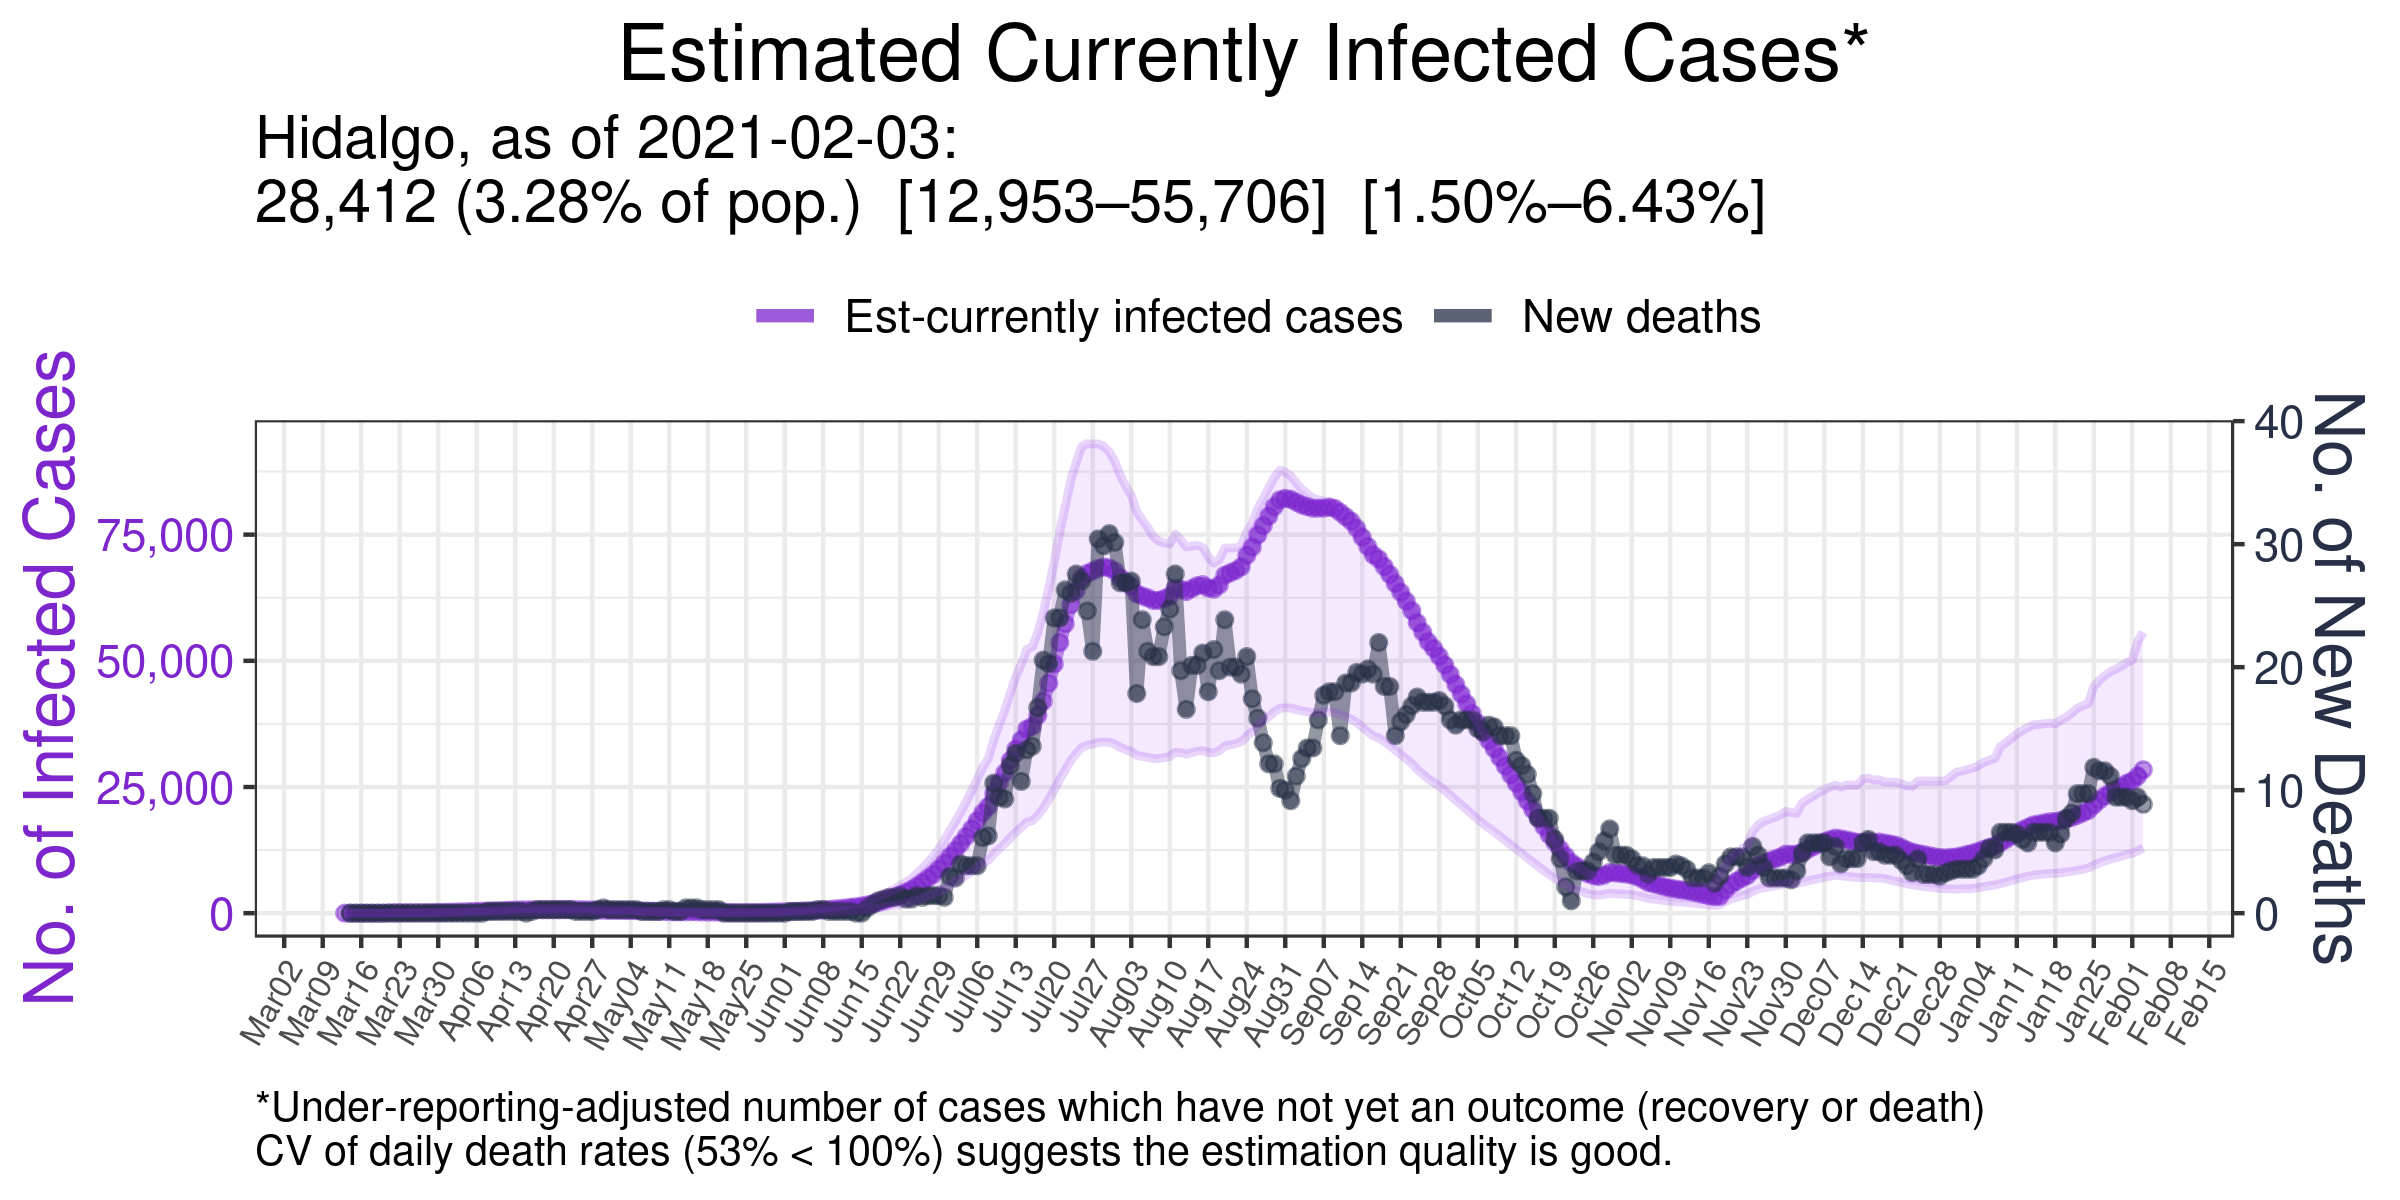 Estimated Currently Infected Cases*
Hidalgo, as of 2021-02-03:
28,412 (3.28% of pop.) [12,953–55,706] [1.50%–6.43%]
Est-currently infected cases
New deaths
No. of Infected Cases
75,000
50,000
25,000
0
40
30
20
10
0
No. of New Deaths
Mar02
Mar09
Mar16
Mar23
Mar30
Apr06
Apr13
Apr20
Apr27
May04
May11
May18
May25
Jun01
Jun08
Jun15
Jun22
Jun29
Jul06
Jul13
Jul20
Jul27
Aug03
Aug10
Aug17
Aug24
Aug31
Sep07
Sep14
Sep21
Sep28
Oct05
Oct12
Oct19
Oct26
Nov02
Nov09
Nov16
Nov23
Nov30
Dec07
Dec14
Dec21
Dec28
Jan04
Jan11
Jan18
Jan25
Feb01
Feb08
Feb15
*Under-reporting-adjusted number of cases which have not yet an outcome (recovery or death)
CV of daily death rates (53% < 100%) suggests the estimation quality is good.